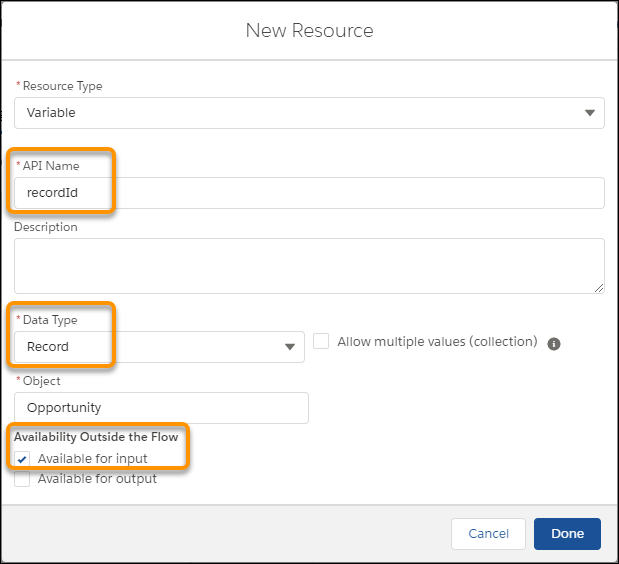 New Resource
* Resource Type
Variable
* API Name
recordId
Description
* Data Type
Record
Allow multiple values (collection) i
* Object
Opportunity
Availability Outside the Flow
Available for input
Available for output
Cancel Done